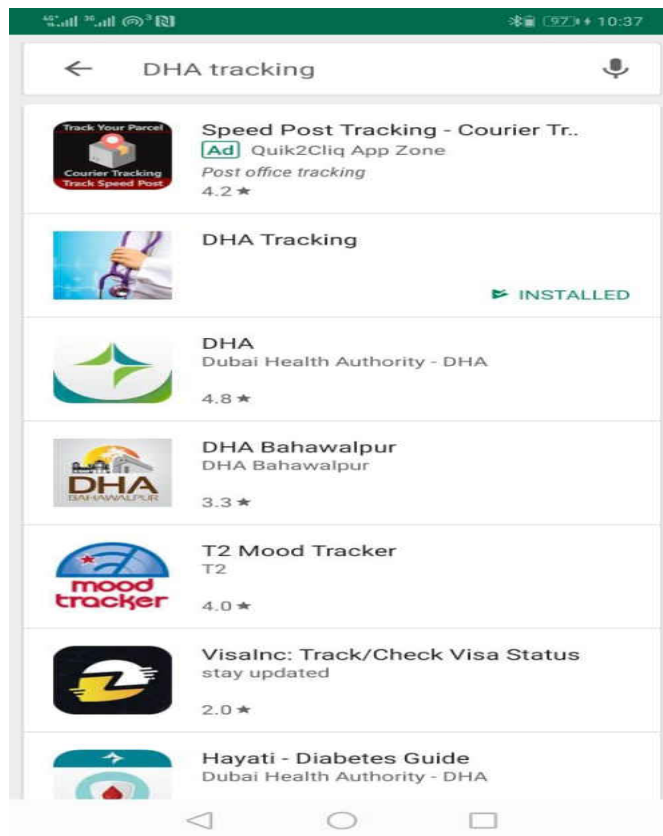 10:37
97
DHA tracking
Track Your Parcel
Courier Tracking
Track Speed Post
Speed Post Tracking - Courier Tr..
Ad Quik2Cliq App Zone
Post office tracking
4.2 ★
DHA Tracking
INSTALLED
DHA
Dubai Health Authority - DHA
4.8 ★
DHA
BAHAWALPUR
DHA Bahawalpur
DHA Bahawalpur
3.3 ★
mood
tracker
T2 Mood Tracker
T2
4.0 ★
VisaInc: Track/Check Visa Status
stay updated
2.0 ★
Hayati - Diabetes Guide
Dubai Health Authority - DHA